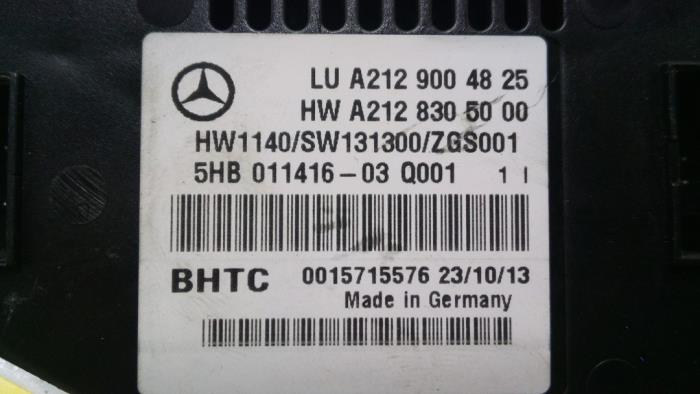 LU A212 900 48 25
HW A212 830 50 00
HW1140/SW131300/ZGS001
5HB 011416-03 Q001 1 I
BHTC 0015715576 23/10/13
Made in Germany